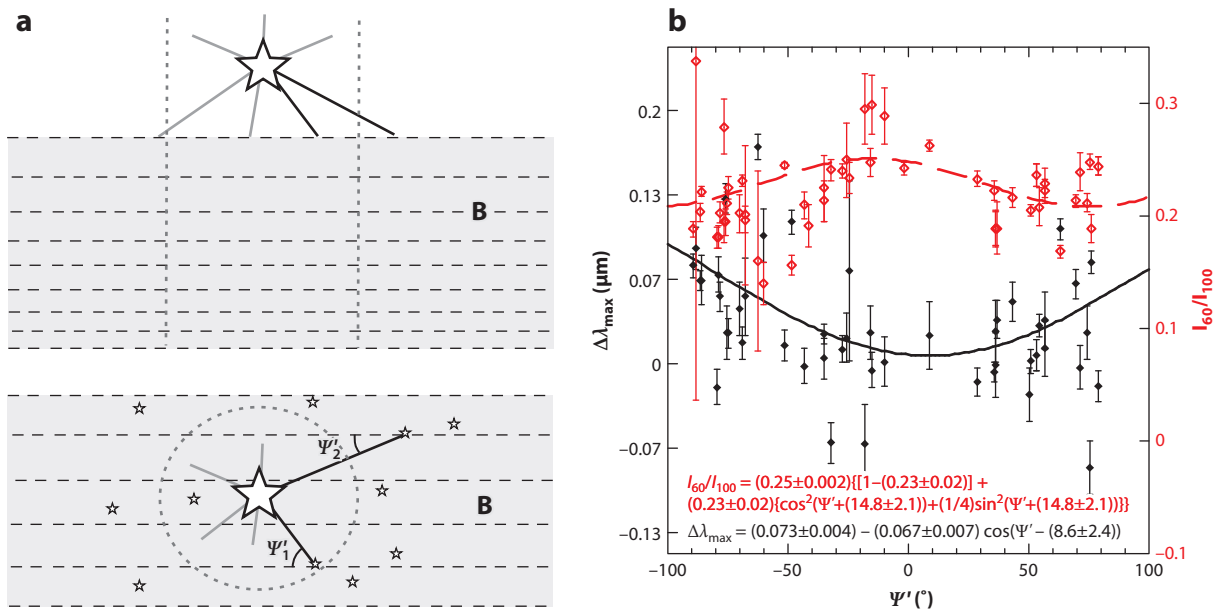 a
B
Ψ′2
B
Ψ′1
b
0.2
0.13
0.07
0
−0.07
−0.13
Δλmax (μm)
0.3
0.2
0.1
0
−0.1
I60/I100
I60/I100 = (0.25±0.002){[1−(0.23±0.02)] +
(0.23±0.02){cos²(Ψ′+(14.8±2.1))+(1/4)sin²(Ψ′+(14.8±2.1))}}
Δλmax = (0.073±0.004) − (0.067±0.007) cos(Ψ′ − (8.6±2.4))
−100 −50 0 50 100
Ψ′ (°)